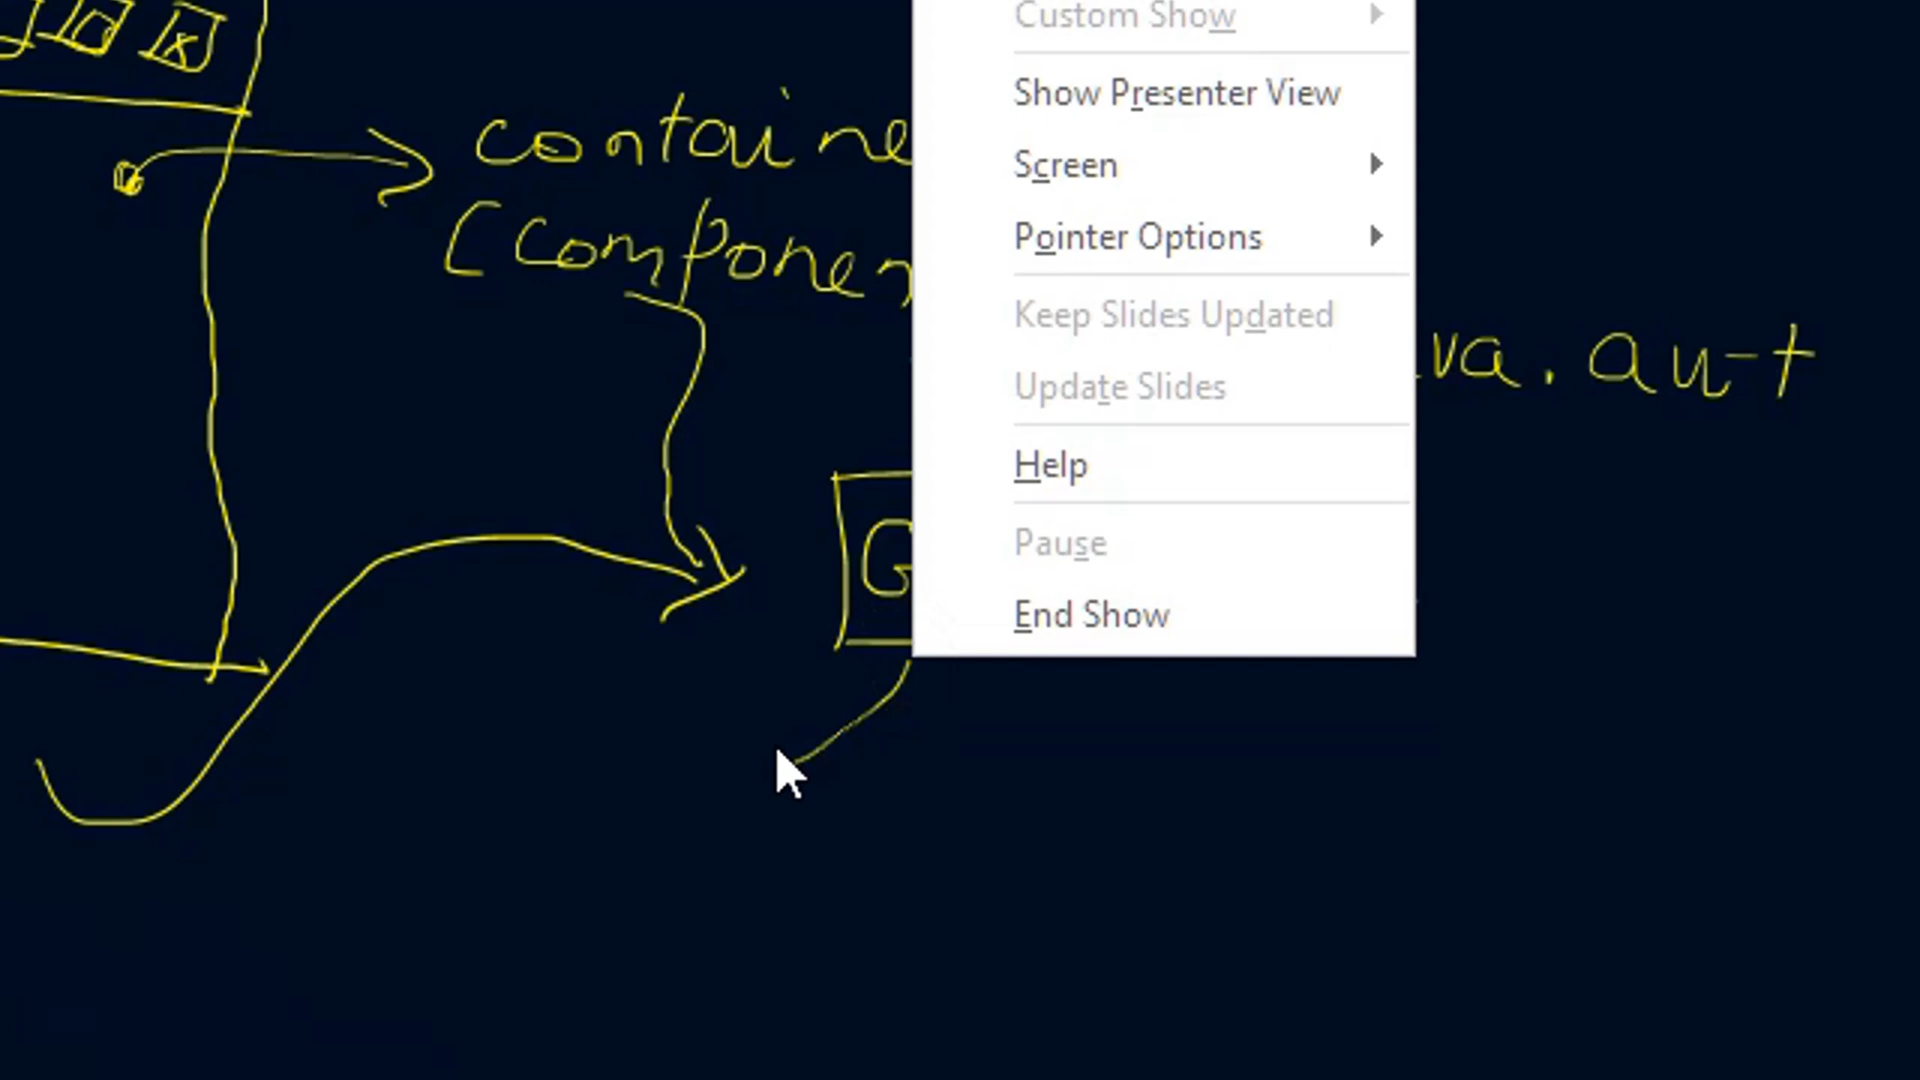 Custom Show
Show Presenter View
Screen
Pointer Options
Keep Slides Updated
Update Slides
Help
Pause
End Show
x
containe
(componen
va.awt
G